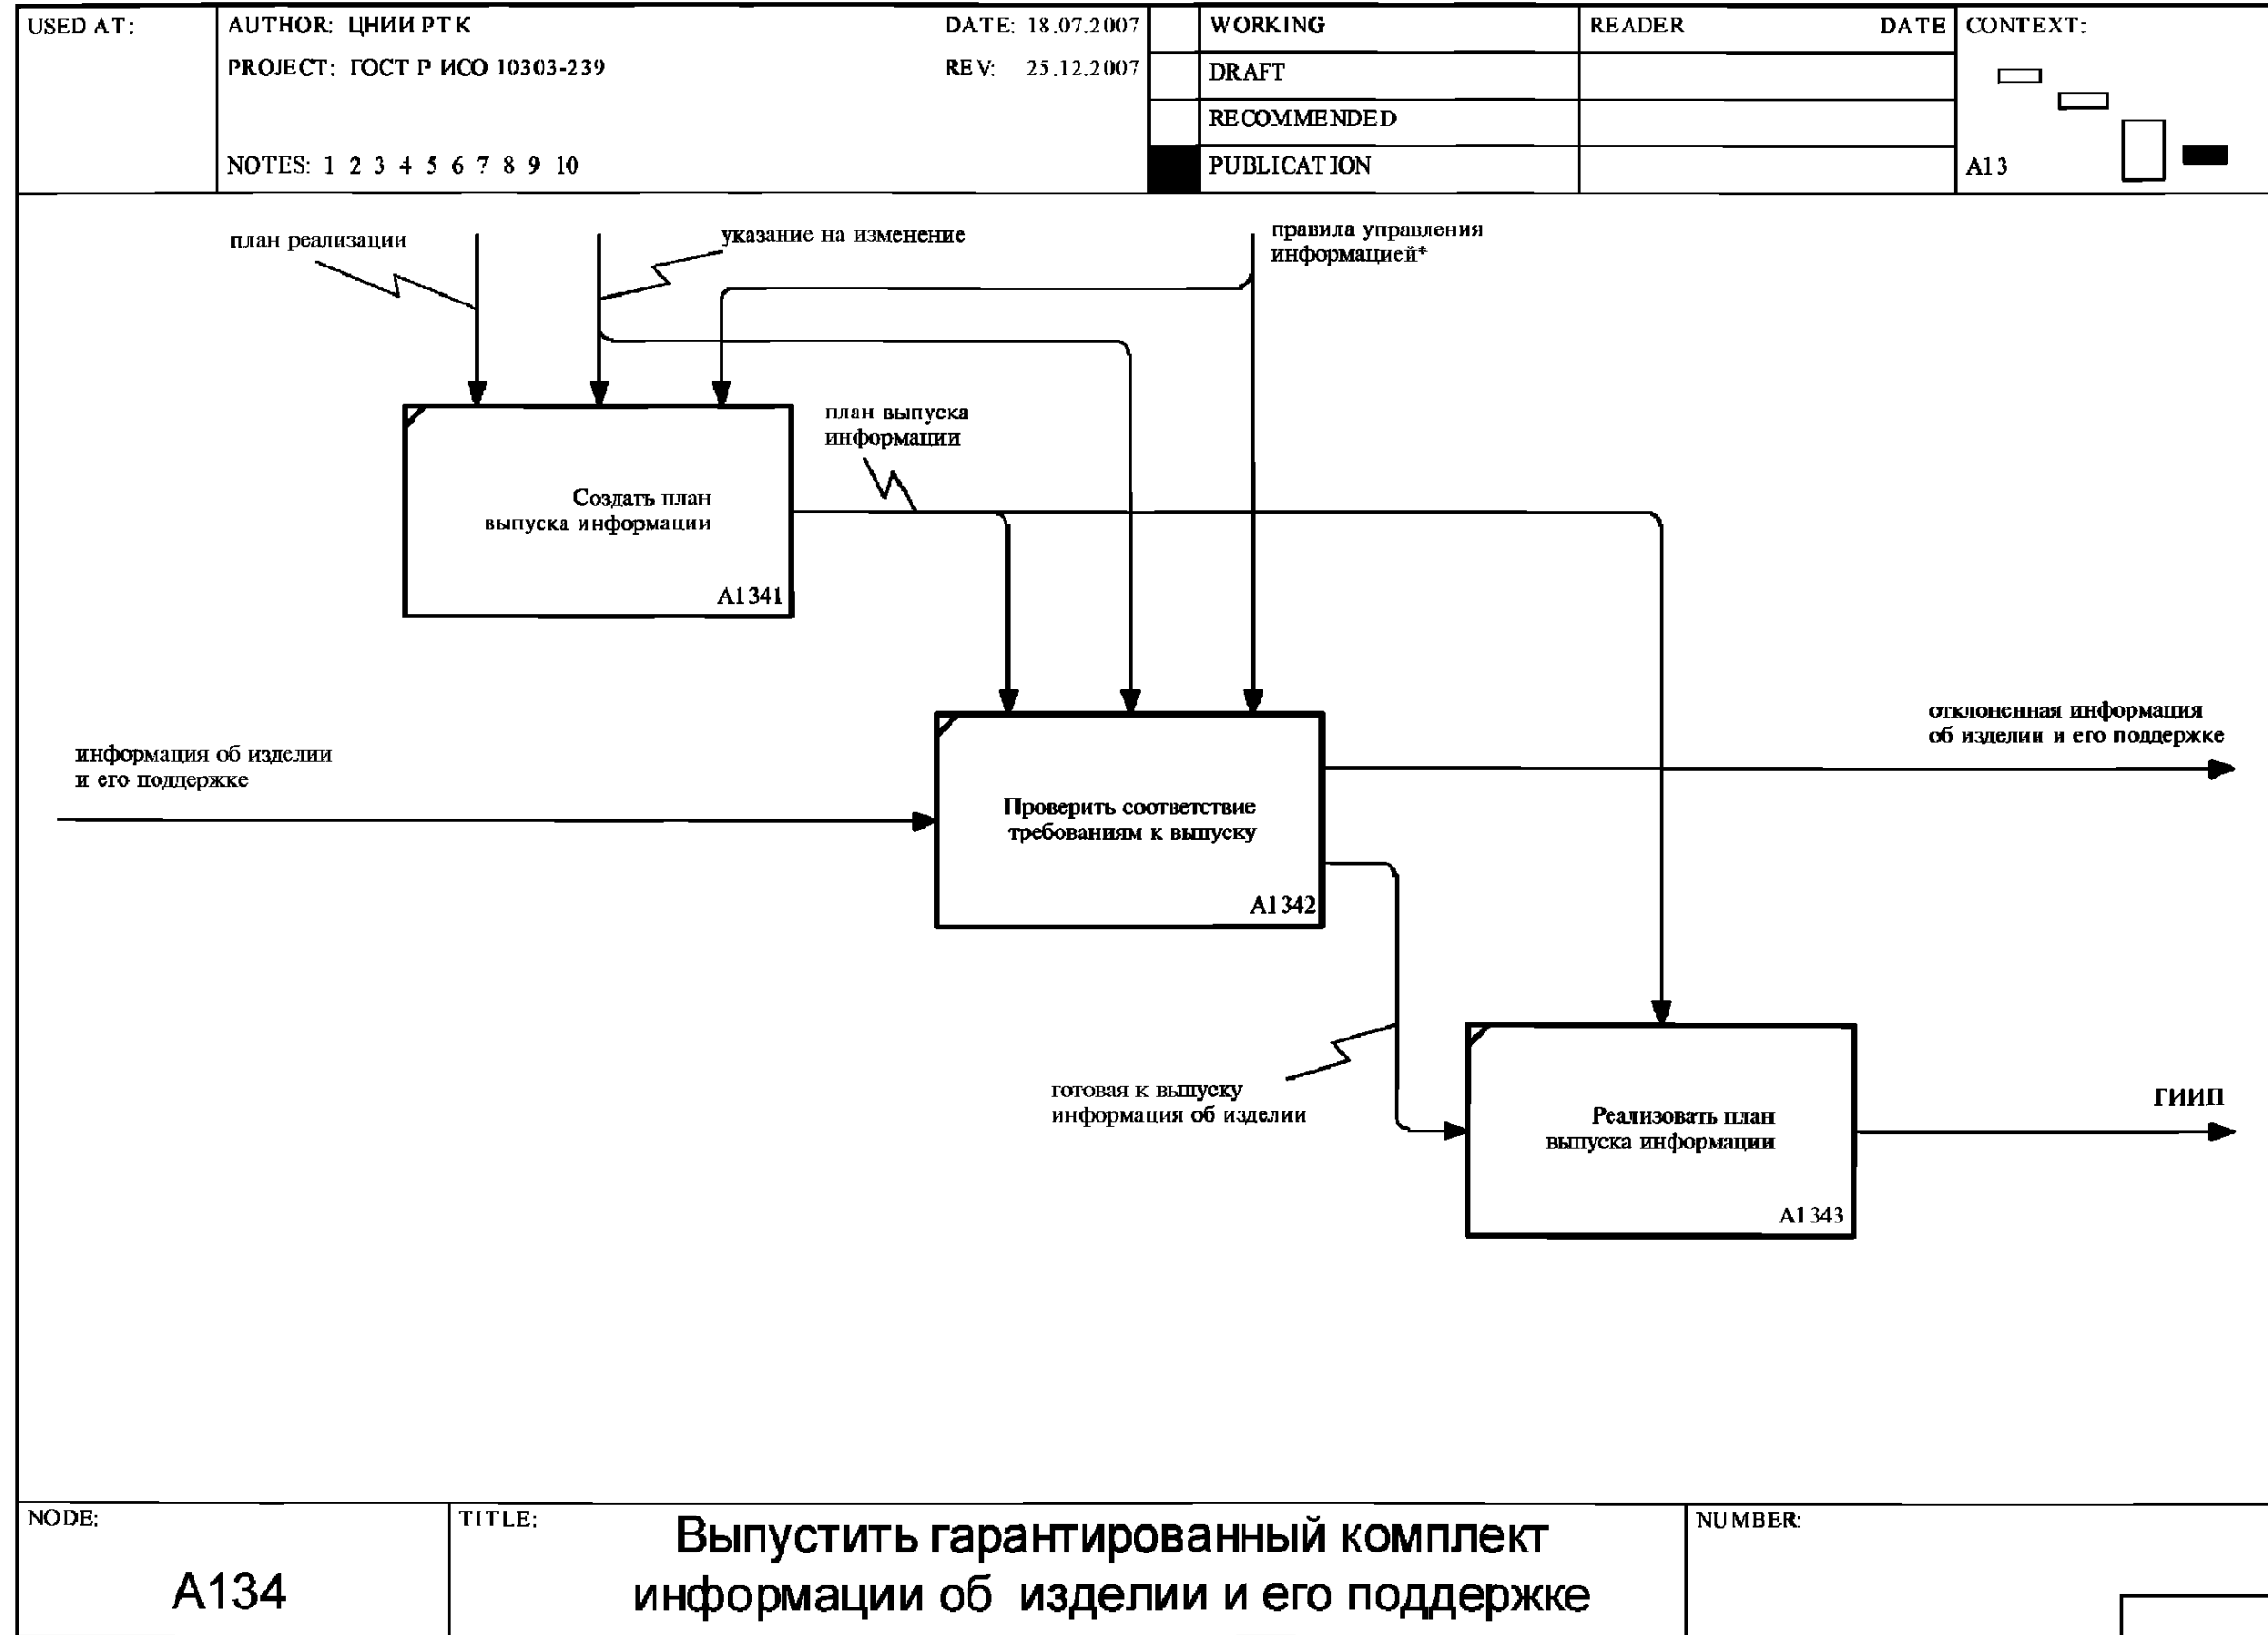 USED AT:
AUTHOR: ЦНИИ РТК
DATE: 18.07.2007
PROJECT: ГОСТ Р ИСО 10303-239
REV: 25.12.2007
NOTES: 1 2 3 4 5 6 7 8 9 10
WORKING
DRAFT
RECOMMENDED
PUBLICATION
READER
DATE
CONTEXT:
A13
план реализации
указание на изменение
правила управления
информацией*
план выпуска
информации
Создать план
выпуска информации
A1341
информация об изделии
и его поддержке
отклоненная информация
об изделии и его поддержке
Проверить соответствие
требованиям к выпуску
A1342
готовая к выпуску
информация об изделии
Реализовать план
выпуска информации
A1343
ГИИП
NODE:
A134
TITLE:
Выпустить гарантированный комплект
информации об изделии и его поддержке
NUMBER: